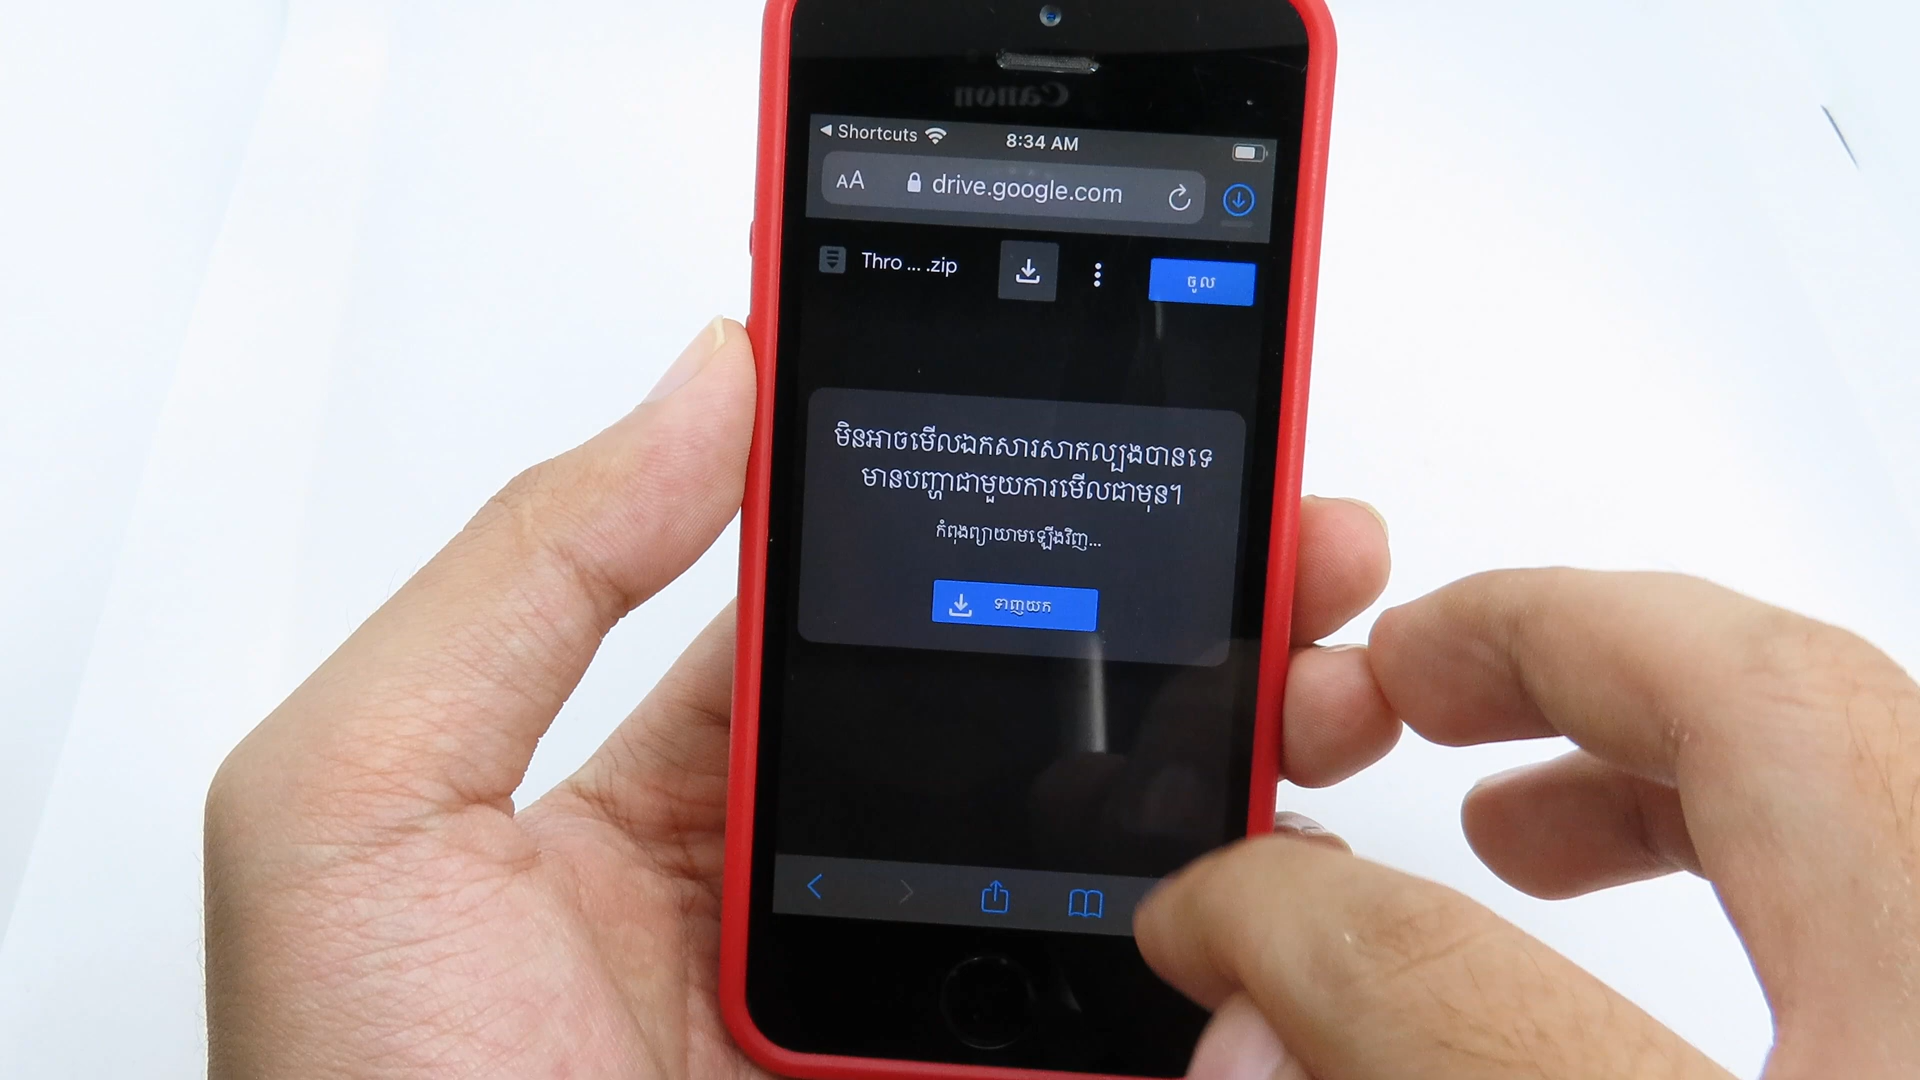 Canon
Shortcuts
8:34 AM
AA
drive.google.com
Thro ... .zip
ចូល
មិនអាចមើលឯកសារសាកល្បងបានទេ
មានបញ្ហាជាមួយការមើលជាមុន។
កំពុងព្យាយាមឡើងវិញ...
ទាញយក